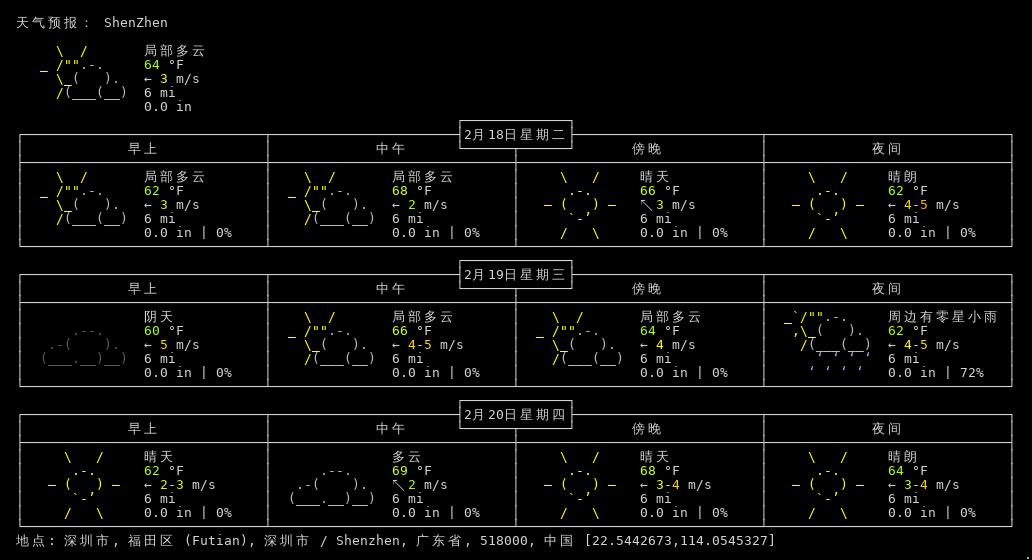 天气预报： ShenZhen
局部多云
64 °F
← 3 m/s
6 mi
0.0 in
2月18日星期二
早上 中午 傍晚 夜间
局部多云 局部多云 晴天 晴朗
62 °F 68 °F 66 °F 62 °F
← 3 m/s ← 2 m/s ↖ 3 m/s ← 4-5 m/s
6 mi 6 mi 6 mi 6 mi
0.0 in | 0% 0.0 in | 0% 0.0 in | 0% 0.0 in | 0%
2月19日星期三
早上 中午 傍晚 夜间
阴天 局部多云 局部多云 周边有零星小雨
60 °F 66 °F 64 °F 62 °F
← 5 m/s ← 4-5 m/s ← 4 m/s ← 4-5 m/s
6 mi 6 mi 6 mi 6 mi
0.0 in | 0% 0.0 in | 0% 0.0 in | 0% 0.0 in | 72%
2月20日星期四
早上 中午 傍晚 夜间
晴天 多云 晴天 晴朗
62 °F 69 °F 68 °F 64 °F
← 2-3 m/s ↖ 2 m/s ← 3-4 m/s ← 3-4 m/s
6 mi 6 mi 6 mi 6 mi
0.0 in | 0% 0.0 in | 0% 0.0 in | 0% 0.0 in | 0%
地点: 深圳市, 福田区 (Futian), 深圳市 / Shenzhen, 广东省, 518000, 中国 [22.5442673,114.0545327]